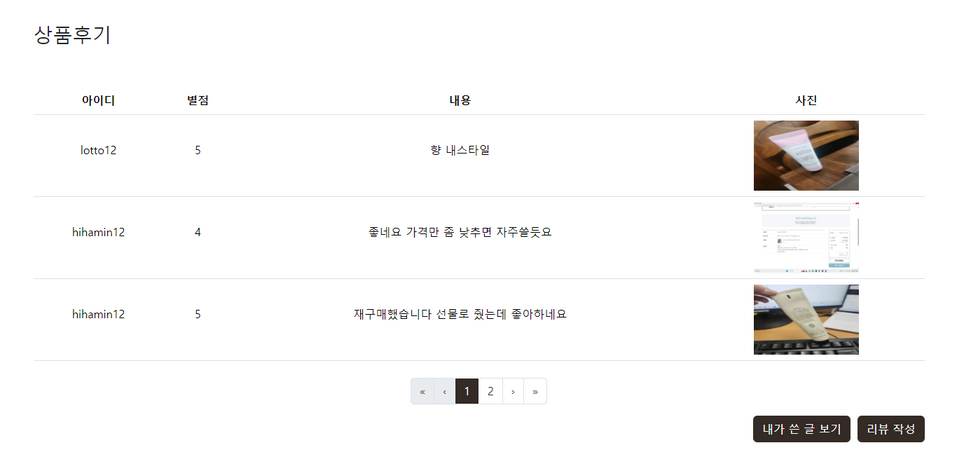 상품후기
아이디 별점 내용 사진
lotto12 5 향 내스타일
hihamin12 4 좋네요 가격만 좀 낮추면 자주쓸듯요
hihamin12 5 재구매했습니다 선물로 줬는데 좋아하네요
« ‹ 1 2 › »
내가 쓴 글 보기 리뷰 작성